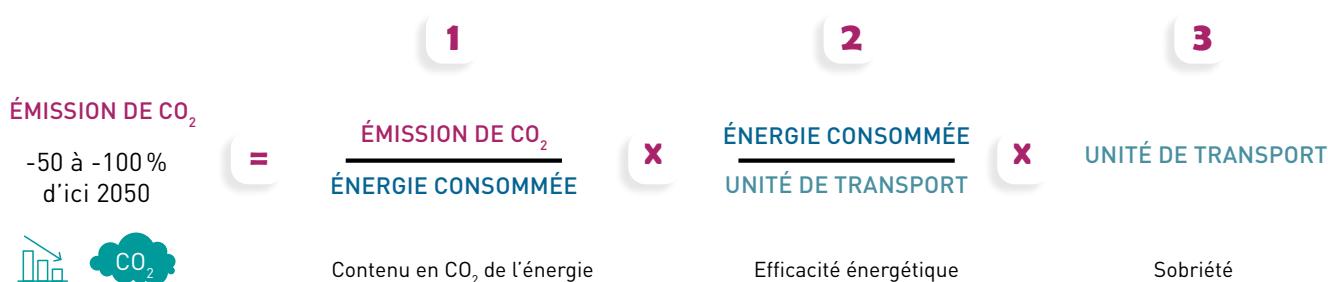 1
2
3
ÉMISSION DE CO₂
-50 à -100 %
d'ici 2050
=
ÉMISSION DE CO₂
ÉNERGIE CONSOMMÉE
x
ÉNERGIE CONSOMMÉE
UNITÉ DE TRANSPORT
x
UNITÉ DE TRANSPORT
CO₂
Contenu en CO₂ de l'énergie
Efficacité énergétique
Sobriété